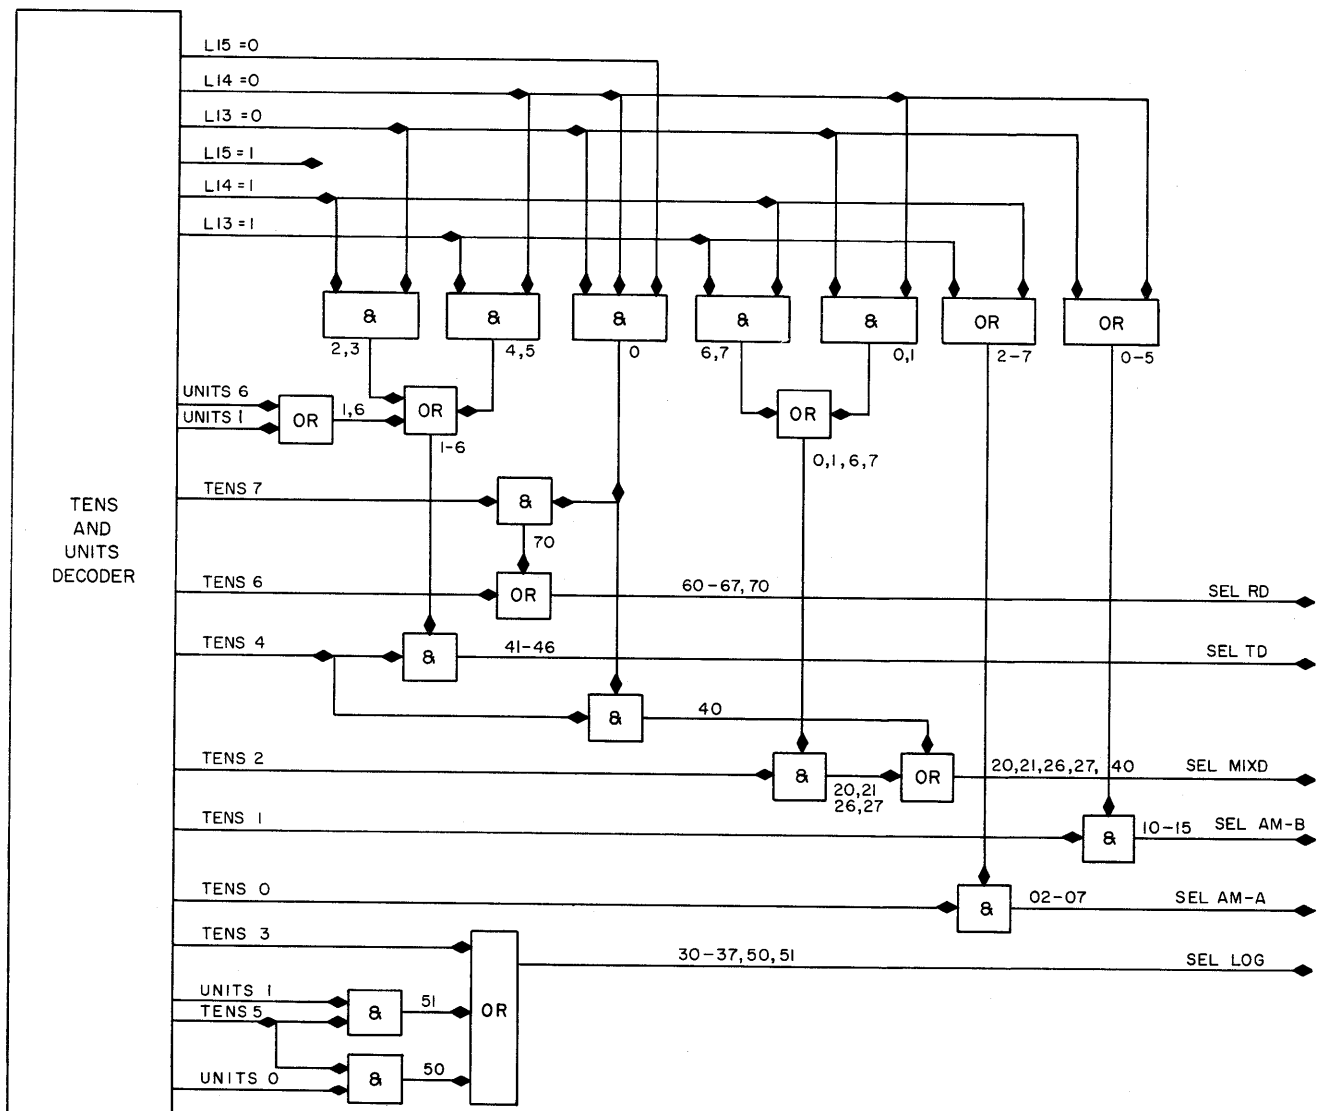 L15 = 0
L14 = 0
L13 = 0
L15 = 1
L14 = 1
L13 = 1
&
&
&
&
&
OR
OR
2,3
4,5
0
6,7
0,1
2-7
0-5
UNITS 6
UNITS 1
OR
1,6
OR
1-6
OR
0,1,6,7
TENS 7
&
70
TENS
AND
UNITS
DECODER
TENS 6
OR
60-67,70
SEL RD
TENS 4
&
41-46
SEL TD
&
40
TENS 2
&
20,21
26,27
OR
20,21,26,27, 40
SEL MIXD
TENS 1
&
10-15
SEL AM-B
TENS 0
&
02-07
SEL AM-A
TENS 3
30-37,50,51
SEL LOG
UNITS 1
TENS 5
&
51
OR
UNITS 0
&
50